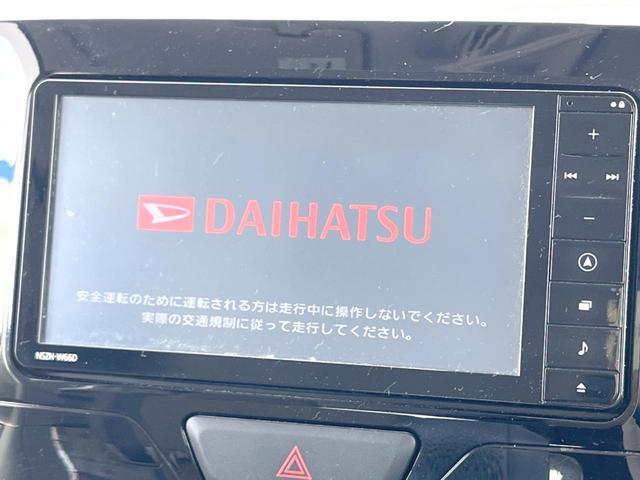 DAIHATSU
安全運転のために運転される方は走行中に操作しないでください。
実際の交通規制に従って走行してください。
NSZN-W66D